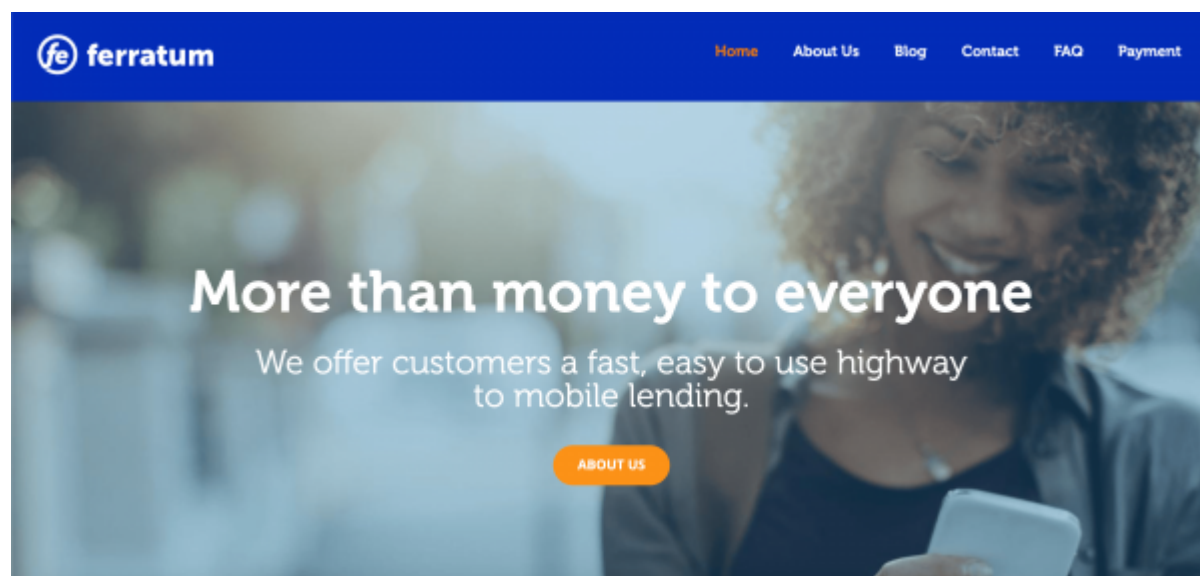 fe ferratum
Home About Us Blog Contact FAQ Payment
More than money to everyone
We offer customers a fast, easy to use highway
to mobile lending.
ABOUT US